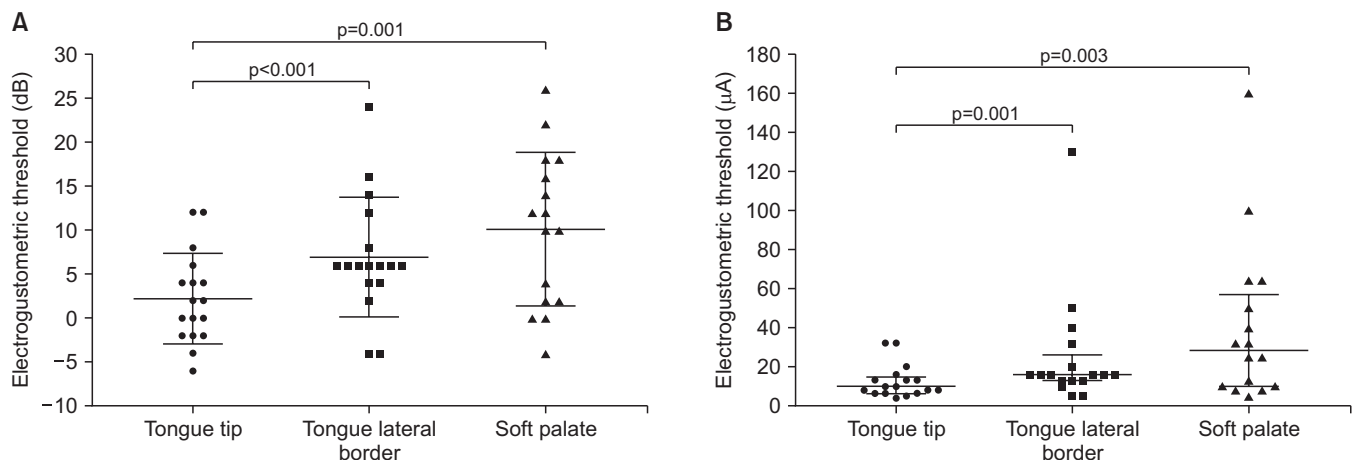 A
Electrogustometric threshold (dB)
30
25
20
15
10
5
0
−5
−10
p=0.001
p<0.001
Tongue tip
Tongue lateral
border
Soft palate
B
Electrogustometric threshold (μA)
180
160
140
120
100
80
60
40
20
0
p=0.003
p=0.001
Tongue tip
Tongue lateral
border
Soft palate